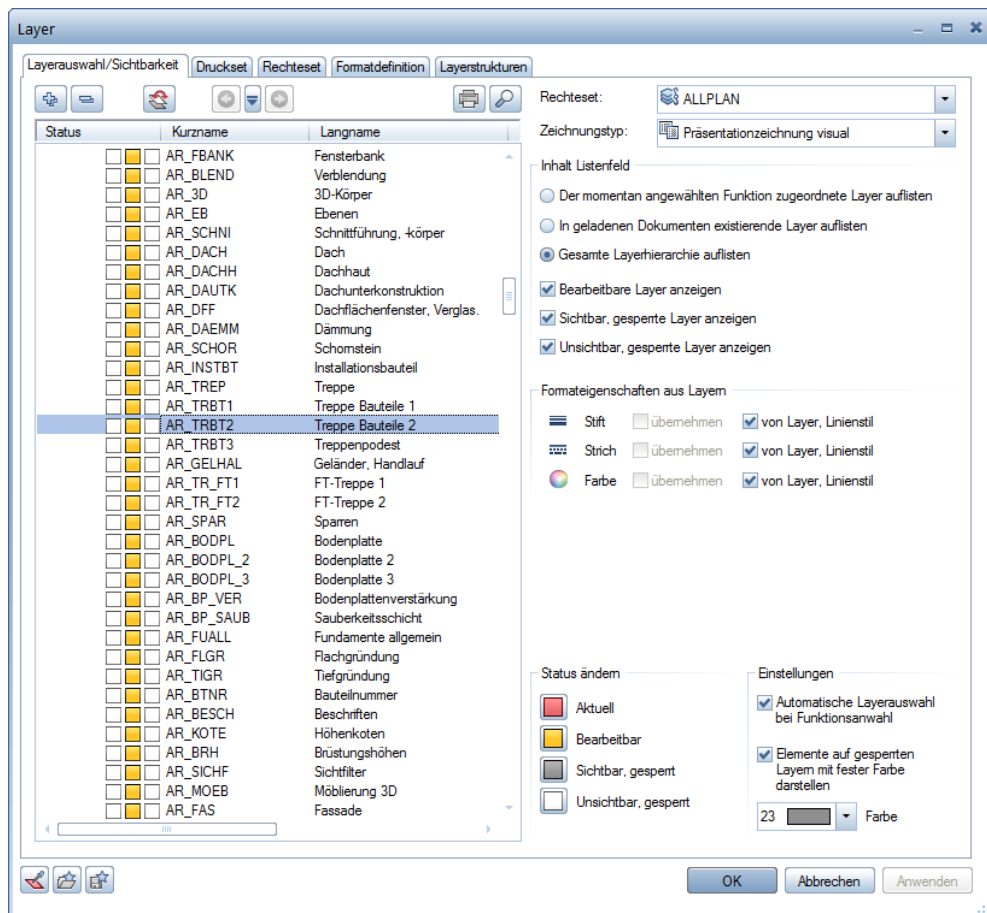 Layer
Layerauswahl/Sichtbarkeit Druckset Rechteset Formatdefinition Layerstrukturen
Status Kurzname Langname
AR_FBANK Fensterbank
AR_BLEND Verblendung
AR_3D 3D-Körper
AR_EB Ebenen
AR_SCHNI Schnittführung, -körper
AR_DACH Dach
AR_DACHH Dachhaut
AR_DAUTK Dachunterkonstruktion
AR_DFF Dachflächenfenster, Verglas.
AR_DAEMM Dämmung
AR_SCHOR Schornstein
AR_INSTBT Installationsbauteil
AR_TREP Treppe
AR_TRBT1 Treppe Bauteile 1
AR_TRBT2 Treppe Bauteile 2
AR_TRBT3 Treppenpodest
AR_GELHAL Geländer, Handlauf
AR_TR_FT1 FT-Treppe 1
AR_TR_FT2 FT-Treppe 2
AR_SPAR Sparren
AR_BODPL Bodenplatte
AR_BODPL_2 Bodenplatte 2
AR_BODPL_3 Bodenplatte 3
AR_BP_VER Bodenplattenverstärkung
AR_BP_SAUB Sauberkeitsschicht
AR_FUALL Fundamente allgemein
AR_FLGR Flachgründung
AR_TIGR Tiefgründung
AR_BTNR Bauteilnummer
AR_BESCH Beschriften
AR_KOTE Höhenkoten
AR_BRH Brüstungshöhen
AR_SICHF Sichtfilter
AR_MOEB Möblierung 3D
AR_FAS Fassade
Rechteset: ALLPLAN
Zeichnungstyp: Präsentationzeichnung visual
Inhalt Listenfeld
Der momentan angewählten Funktion zugeordnete Layer auflisten
In geladenen Dokumenten existierende Layer auflisten
Gesamte Layerhierarchie auflisten
Bearbeitbare Layer anzeigen
Sichtbar, gesperrte Layer anzeigen
Unsichtbar, gesperrte Layer anzeigen
Formateigenschaften aus Layern
Stift übernehmen von Layer, Linienstil
Strich übernehmen von Layer, Linienstil
Farbe übernehmen von Layer, Linienstil
Status ändern
Aktuell
Bearbeitbar
Sichtbar, gesperrt
Unsichtbar, gesperrt
Einstellungen
Automatische Layerauswahl
bei Funktionsanwahl
Elemente auf gesperrten
Layern mit fester Farbe
darstellen
23 Farbe
OK Abbrechen Anwenden